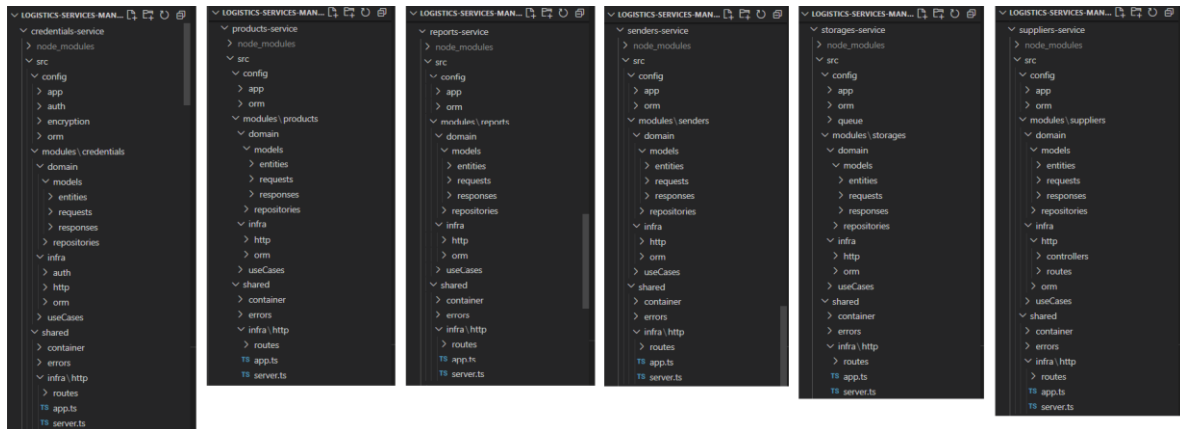 LOGISTICS-SERVICES-MAN...
credentials-service
node_modules
src
config
app
auth
encryption
orm
modules\credentials
domain
models
entities
requests
responses
repositories
infra
auth
http
orm
useCases
shared
container
errors
infra\http
routes
TS app.ts
TS server.ts
LOGISTICS-SERVICES-MAN...
products-service
node_modules
src
config
app
orm
modules\products
domain
models
entities
requests
responses
repositories
infra
http
orm
useCases
shared
container
errors
infra\http
routes
TS app.ts
TS server.ts
LOGISTICS-SERVICES-MAN...
reports-service
node_modules
src
config
app
orm
modules\reports
domain
models
entities
requests
responses
repositories
infra
http
orm
useCases
shared
container
errors
infra\http
routes
TS app.ts
TS server.ts
LOGISTICS-SERVICES-MAN...
senders-service
node_modules
src
config
app
orm
modules\senders
domain
models
entities
requests
responses
repositories
infra
http
orm
useCases
shared
container
errors
infra\http
routes
TS app.ts
TS server.ts
LOGISTICS-SERVICES-MAN...
storages-service
node_modules
src
config
app
orm
queue
modules\storages
domain
models
entities
requests
responses
repositories
infra
http
orm
useCases
shared
container
errors
infra\http
routes
TS app.ts
TS server.ts
LOGISTICS-SERVICES-MAN...
suppliers-service
node_modules
src
config
app
orm
modules\suppliers
domain
models
entities
requests
responses
repositories
infra
http
controllers
routes
orm
useCases
shared
container
errors
infra\http
routes
TS app.ts
TS server.ts